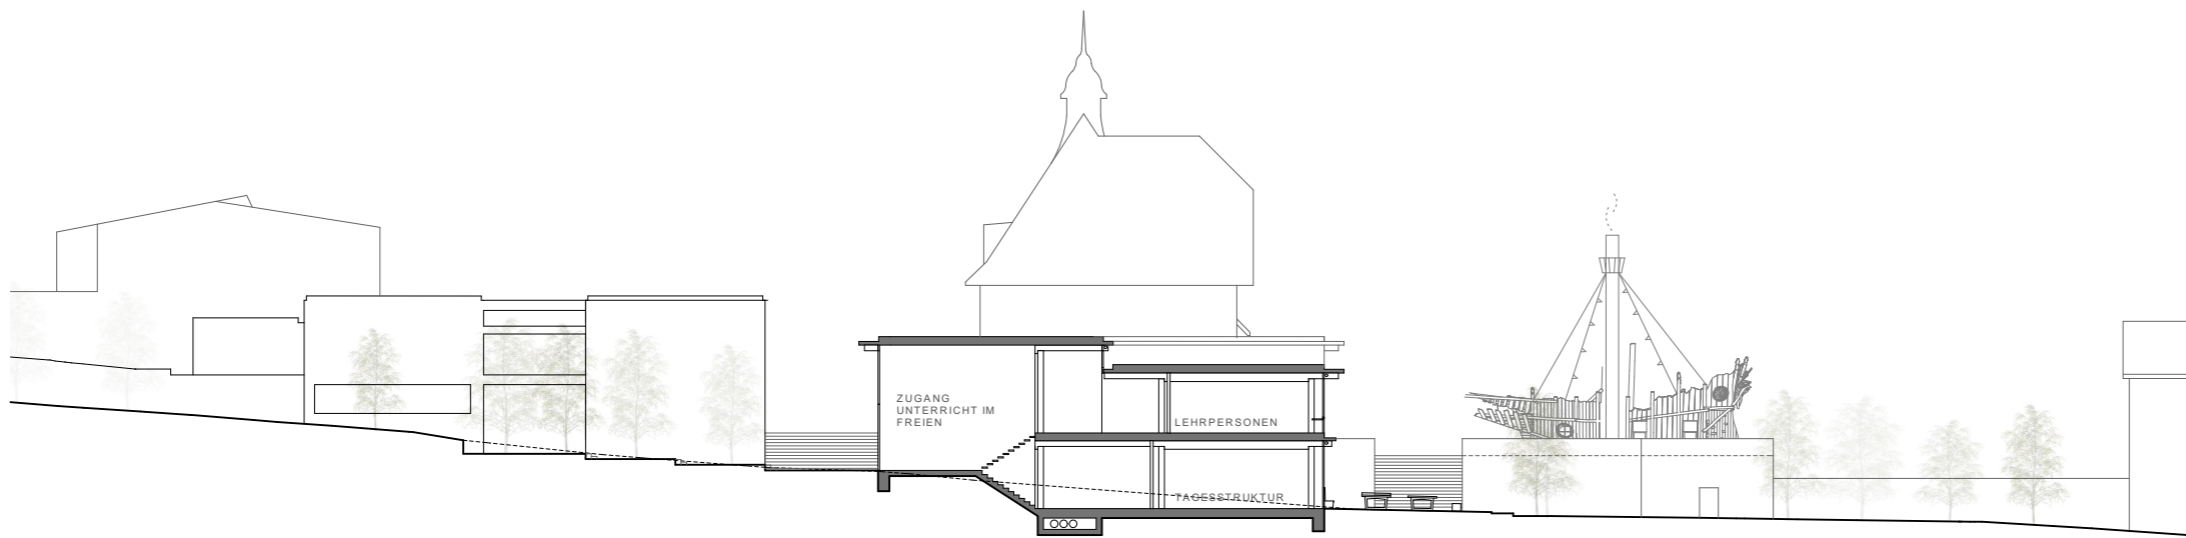 ZUGANG
UNTERRICHT IM
FREIEN
LEHRPERSONEN
TAGESSTRUKTUR